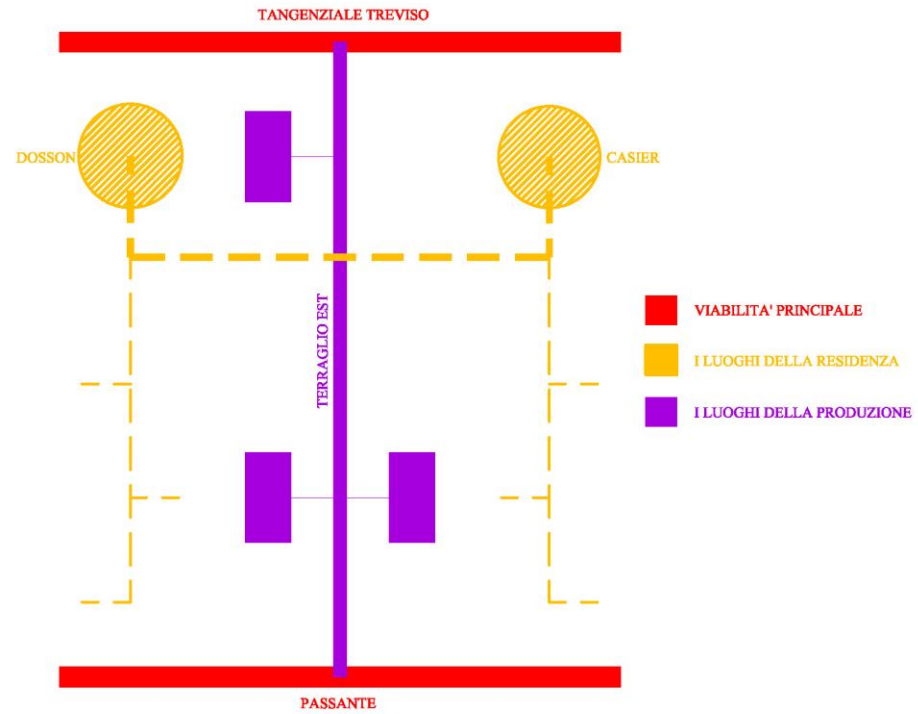 TANGENZIALE TREVISO
DOSSON
CASIER
TERRAGLIO EST
VIABILITA' PRINCIPALE
I LUOGHI DELLA RESIDENZA
I LUOGHI DELLA PRODUZIONE
PASSANTE